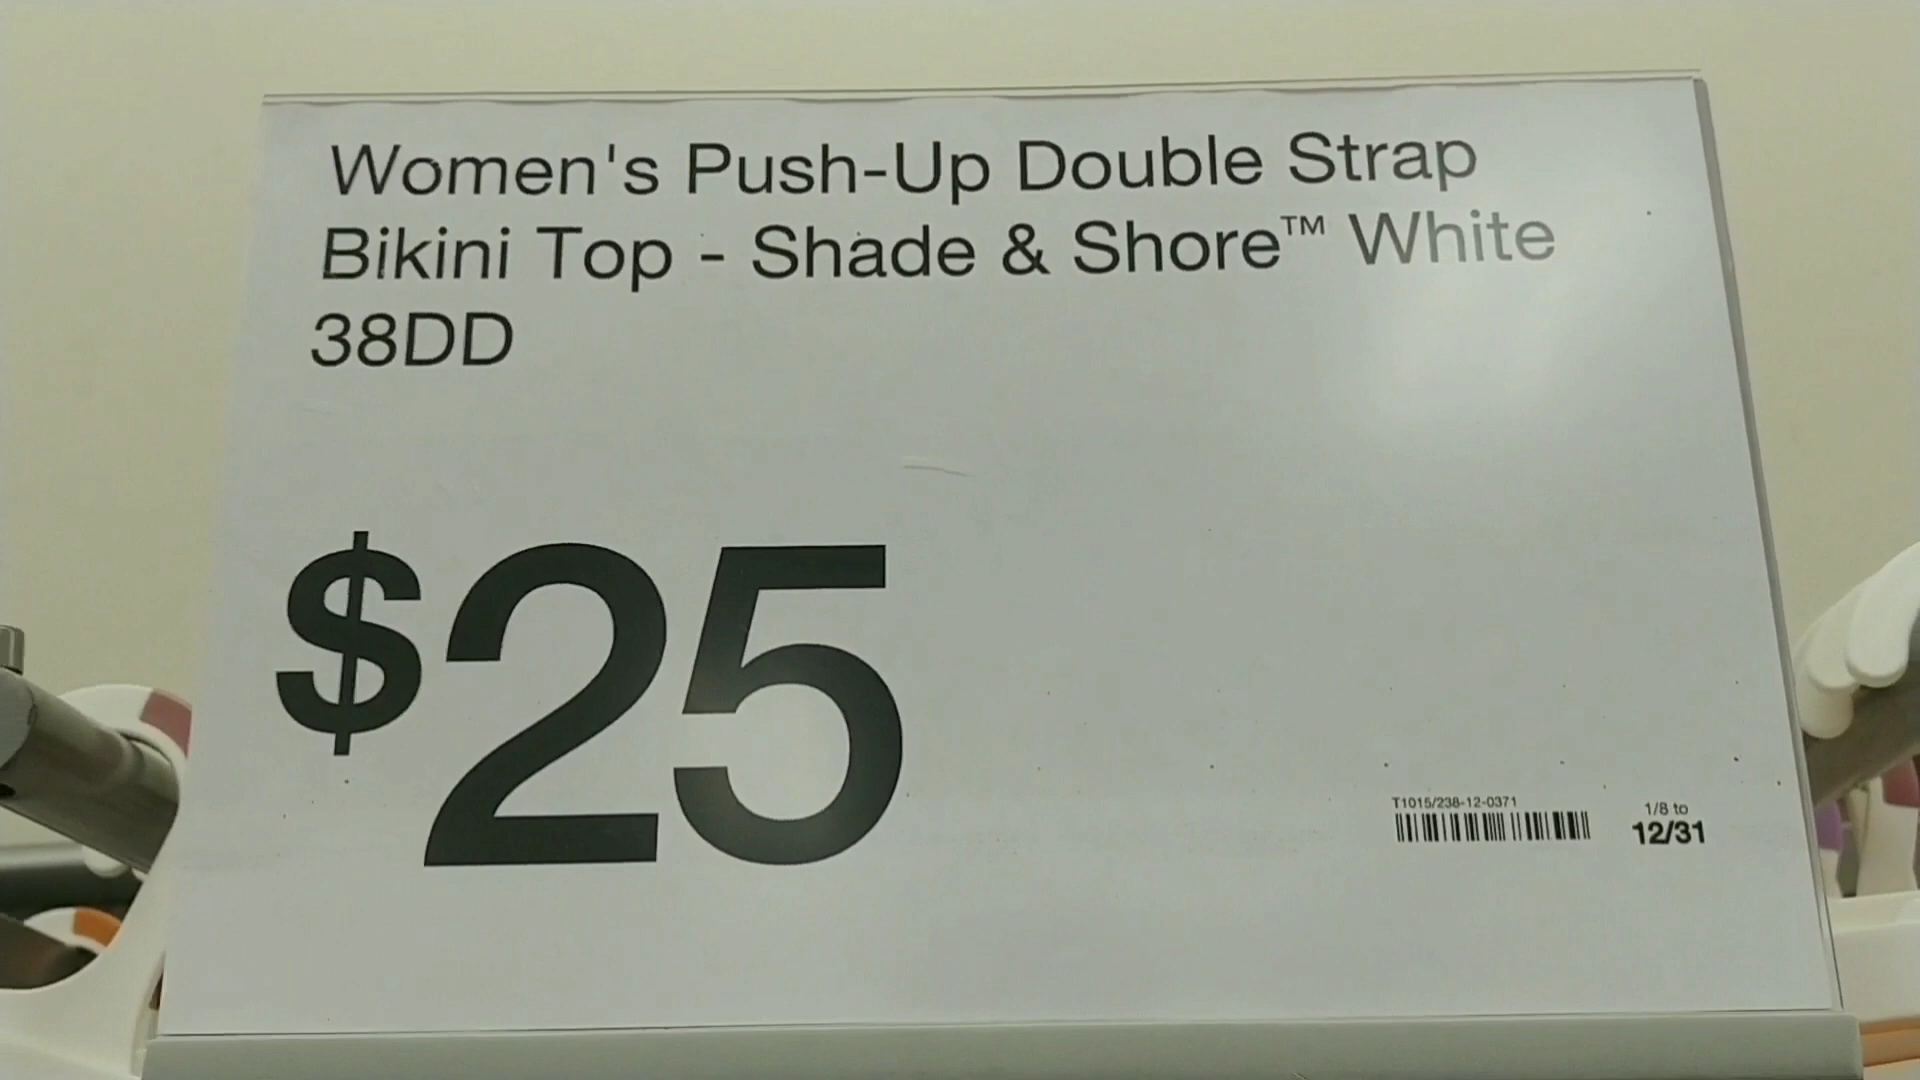 Women's Push-Up Double Strap
Bikini Top - Shade & Shore™ White
38DD
$25
T1015/238-12-0371
1/8 to
12/31